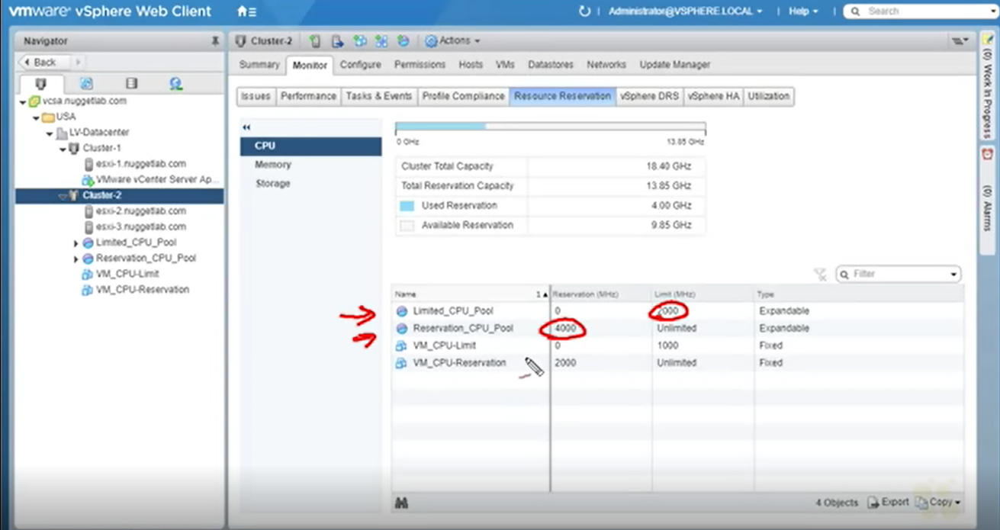 vmware® vSphere Web Client
Administrator@VSPHERE.LOCAL | Help | Search
Navigator
Back
vcsa.nuggetlab.com
USA
LV-Datacenter
Cluster-1
esxi-1.nuggetlab.com
VMware vCenter Server Ap...
Cluster-2
esxi-2.nuggetlab.com
esxi-3.nuggetlab.com
Limited_CPU_Pool
Reservation_CPU_Pool
VM_CPU-Limit
VM_CPU-Reservation
Cluster-2 Actions
Summary Monitor Configure Permissions Hosts VMs Datastores Networks Update Manager
Issues Performance Tasks & Events Profile Compliance Resource Reservation vSphere DRS vSphere HA Utilization
CPU
Memory
Storage
0 GHz 13.85 GHz
Cluster Total Capacity 18.40 GHz
Total Reservation Capacity 13.85 GHz
Used Reservation 4.00 GHz
Available Reservation 9.85 GHz
Filter
Name 1 Reservation (MHz) Limit (MHz) Type
Limited_CPU_Pool 0 2000 Expandable
Reservation_CPU_Pool 4000 Unlimited Expandable
VM_CPU-Limit 0 1000 Fixed
VM_CPU-Reservation 2000 Unlimited Fixed
4 Objects Export Copy
(0) Work In Progress
(0) Alarms